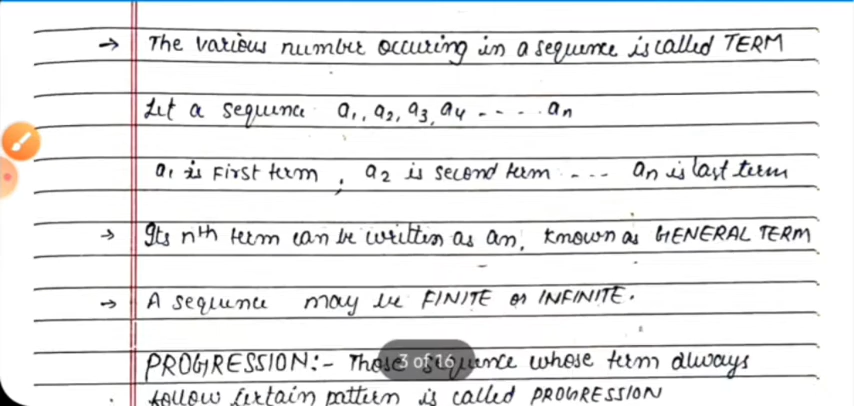 → The various number occuring in a sequence is called TERM
Let a sequence a₁, a₂, a₃, a₄ - - - - . aₙ
a₁ is First term , a₂ is second term - - - aₙ is last term
→ Its nᵗʰ term can be written as an, known as GENERAL TERM
→ A sequence may be FINITE or INFINITE.
PROGRESSION:- Those sequence whose term always
3 of 16
follow certain pattern is called PROGRESSION